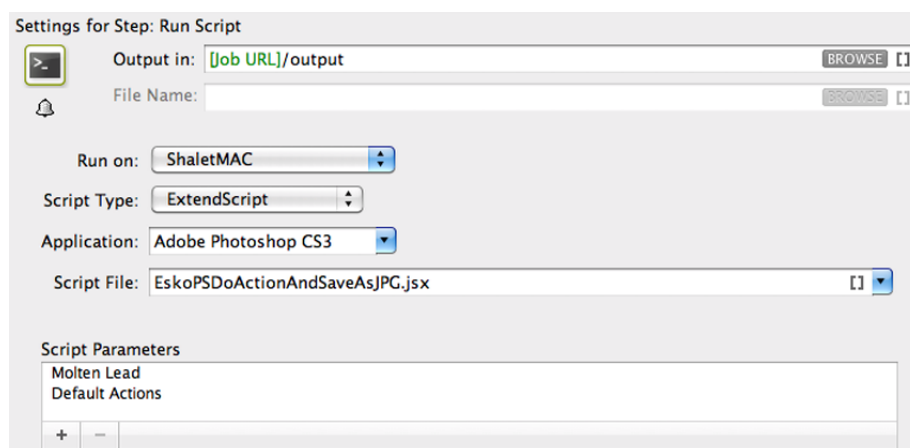 Settings for Step: Run Script
Output in: [Job URL]/output BROWSE []
File Name: BROWSE []
Run on: ShaletMAC
Script Type: ExtendScript
Application: Adobe Photoshop CS3
Script File: EskoPSDoActionAndSaveAsJPG.jsx []
Script Parameters
Molten Lead
Default Actions
+ −